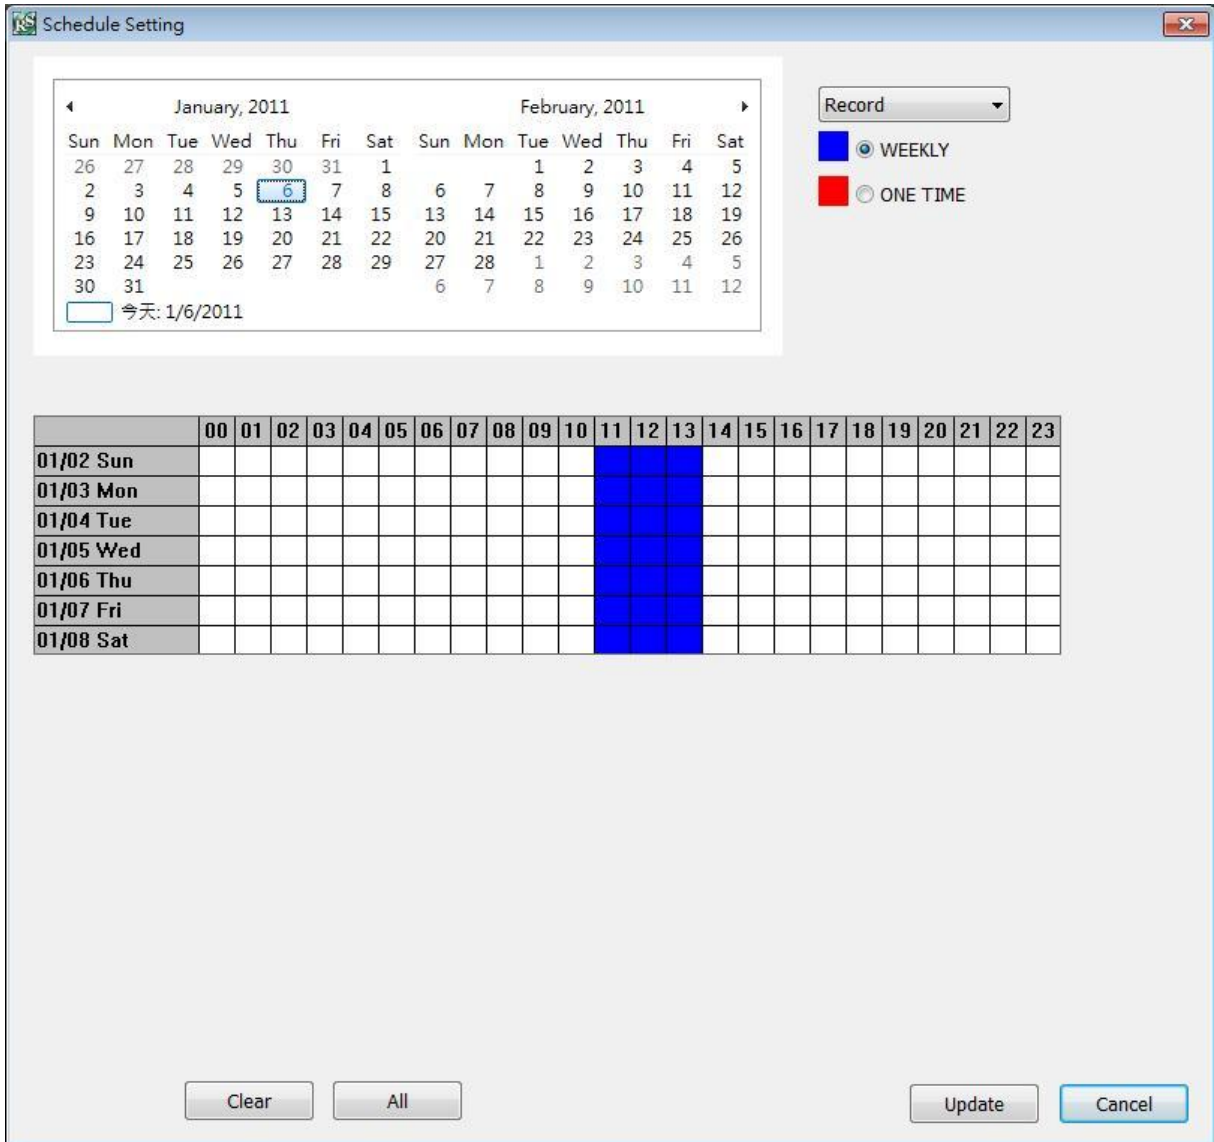 RS Schedule Setting
January, 2011 February, 2011
Sun Mon Tue Wed Thu Fri Sat Sun Mon Tue Wed Thu Fri Sat
26 27 28 29 30 31 1 1 2 3 4 5
2 3 4 5 6 7 8 6 7 8 9 10 11 12
9 10 11 12 13 14 15 13 14 15 16 17 18 19
16 17 18 19 20 21 22 20 21 22 23 24 25 26
23 24 25 26 27 28 29 27 28 1 2 3 4 5
30 31 6 7 8 9 10 11 12
今天: 1/6/2011
Record
WEEKLY
ONE TIME
00 01 02 03 04 05 06 07 08 09 10 11 12 13 14 15 16 17 18 19 20 21 22 23
01/02 Sun
01/03 Mon
01/04 Tue
01/05 Wed
01/06 Thu
01/07 Fri
01/08 Sat
Clear All Update Cancel